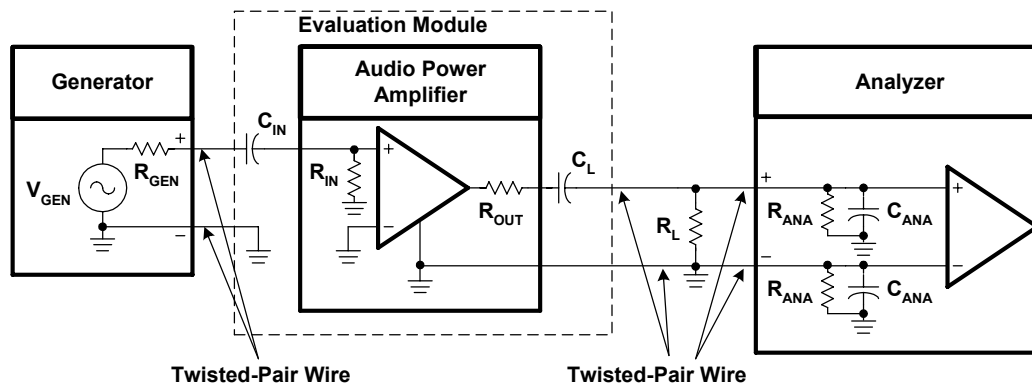 Evaluation Module
Generator
Audio Power
Amplifier
Analyzer
C_IN
V_GEN
R_GEN
+
−
R_IN
+
−
R_OUT
C_L
R_L
+
−
R_ANA
C_ANA
R_ANA
C_ANA
+
−
Twisted-Pair Wire
Twisted-Pair Wire